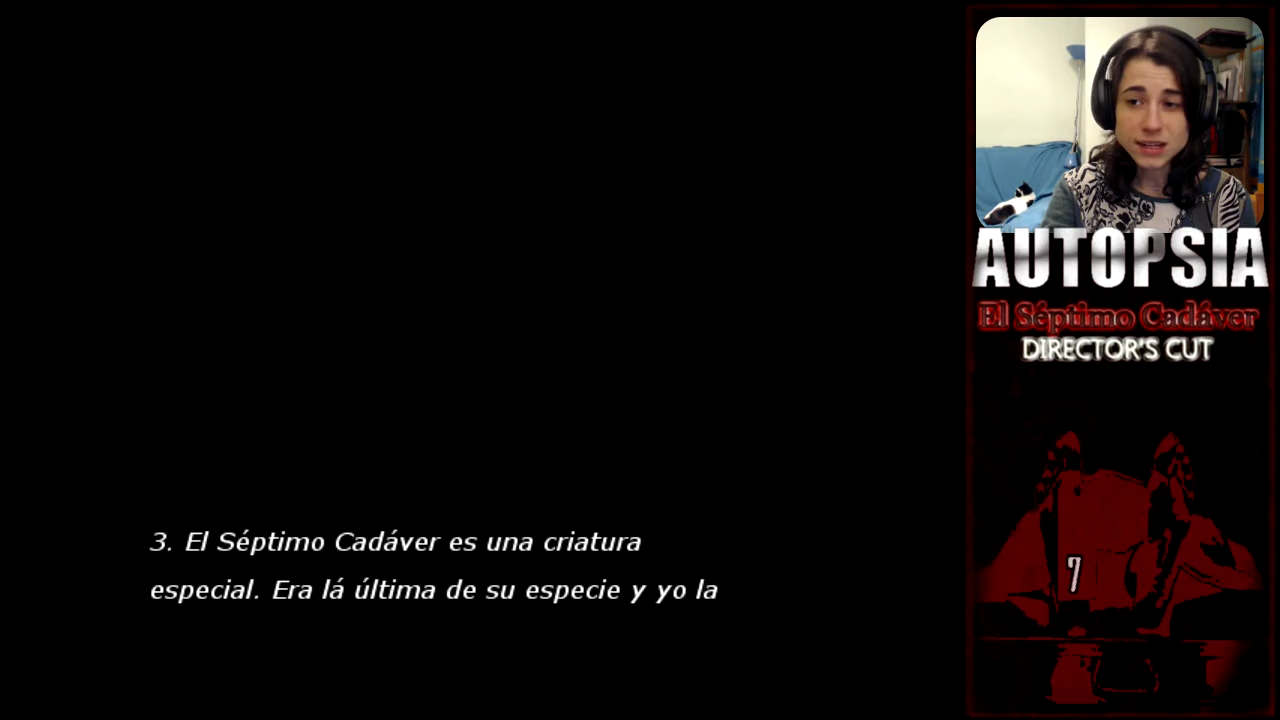 3. El Séptimo Cadáver es una criatura
especial. Era lá última de su especie y yo la
AUTOPSIA
El Séptimo Cadáver
DIRECTOR'S CUT
7